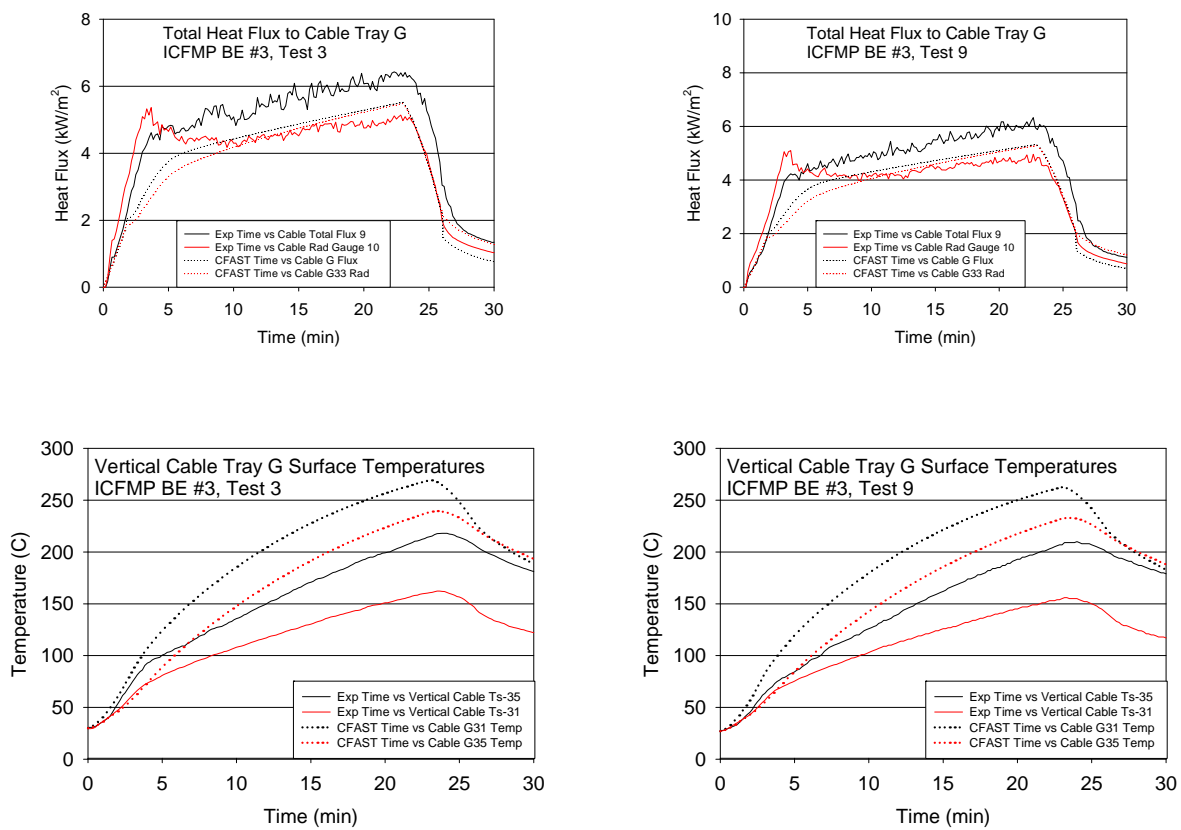 Total Heat Flux to Cable Tray G
ICFMP BE #3, Test 3
Heat Flux (kW/m²)
8
6
4
2
0
Exp Time vs Cable Total Flux 9
Exp Time vs Cable Rad Gauge 10
CFAST Time vs Cable G Flux
CFAST Time vs Cable G33 Rad
0 5 10 15 20 25 30
Time (min)
Total Heat Flux to Cable Tray G
ICFMP BE #3, Test 9
Heat Flux (kW/m²)
10
8
6
4
2
0
Exp Time vs Cable Total Flux 9
Exp Time vs Cable Rad Gauge 10
CFAST Time vs Cable G Flux
CFAST Time vs Cable G33 Rad
0 5 10 15 20 25 30
Time (min)
Vertical Cable Tray G Surface Temperatures
ICFMP BE #3, Test 3
Temperature (C)
300
250
200
150
100
50
0
Exp Time vs Vertical Cable Ts-35
Exp Time vs Vertical Cable Ts-31
CFAST Time vs Cable G31 Temp
CFAST Time vs Cable G35 Temp
0 5 10 15 20 25 30
Time (min)
Vertical Cable Tray G Surface Temperatures
ICFMP BE #3, Test 9
Temperature (C)
300
250
200
150
100
50
0
Exp Time vs Vertical Cable Ts-35
Exp Time vs Vertical Cable Ts-31
CFAST Time vs Cable G31 Temp
CFAST Time vs Cable G35 Temp
0 5 10 15 20 25 30
Time (min)